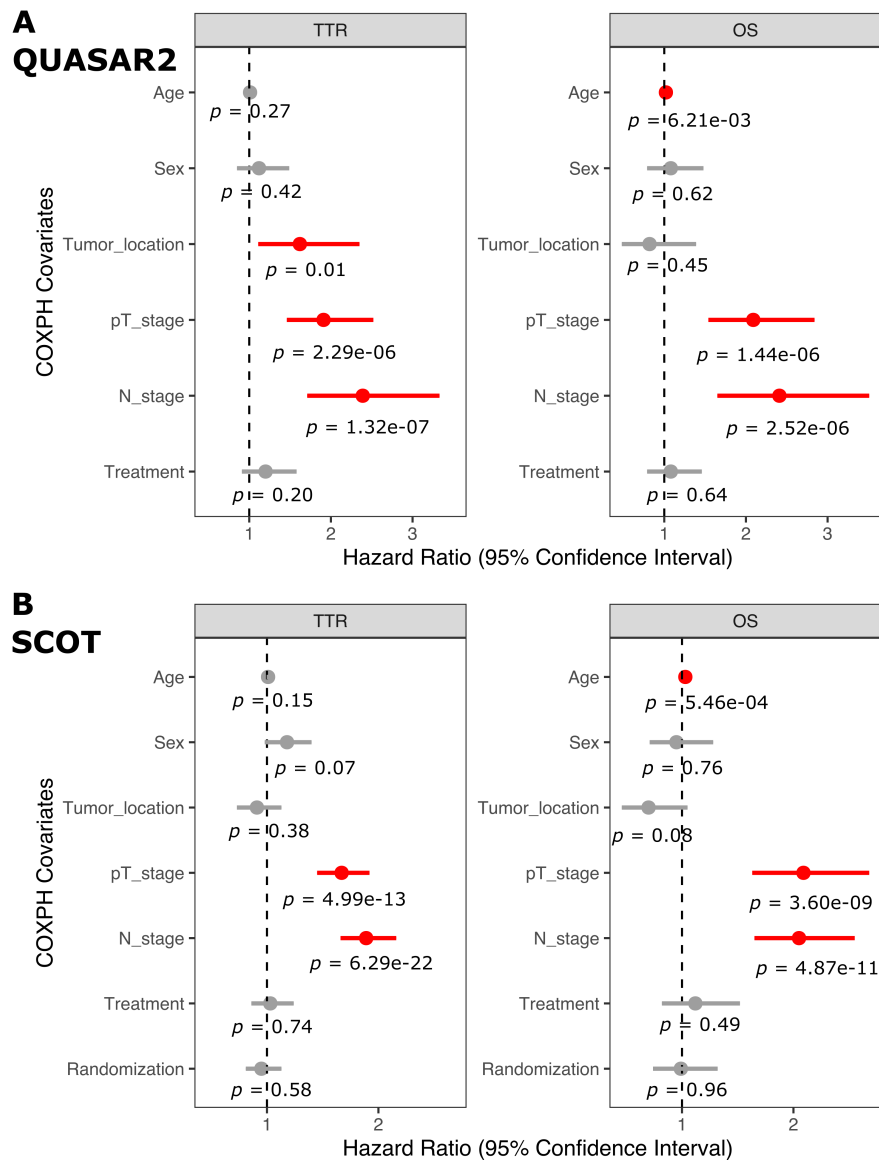 A
QUASAR2
TTR
OS
COXPH Covariates
Age
p = 0.27
p = 6.21e-03
Sex
p = 0.42
p = 0.62
Tumor_location
p = 0.01
Tumor_location
p = 0.45
pT_stage
p = 2.29e-06
pT_stage
p = 1.44e-06
N_stage
p = 1.32e-07
N_stage
p = 2.52e-06
Treatment
p = 0.20
Treatment
p = 0.64
Age
Sex
1 2 3
1 2 3
Hazard Ratio (95% Confidence Interval)
B
SCOT
TTR
OS
COXPH Covariates
Age
p = 0.15
Age
p = 5.46e-04
Sex
p = 0.07
Sex
p = 0.76
Tumor_location
p = 0.38
Tumor_location
p = 0.08
pT_stage
p = 4.99e-13
pT_stage
p = 3.60e-09
N_stage
p = 6.29e-22
N_stage
p = 4.87e-11
Treatment
p = 0.74
Treatment
p = 0.49
Randomization
p = 0.58
Randomization
p = 0.96
1 2
1 2
Hazard Ratio (95% Confidence Interval)